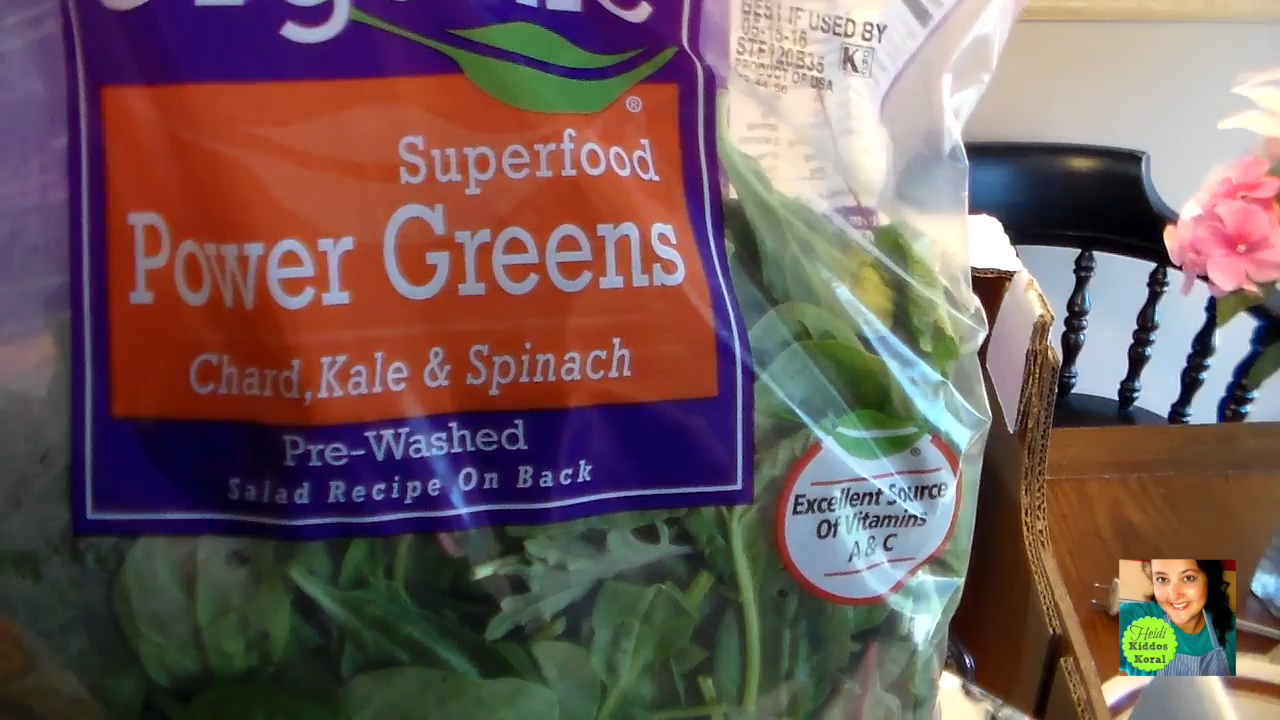 Organic
Superfood
Power Greens
Chard, Kale & Spinach
Pre-Washed
Salad Recipe On Back
BEST IF USED BY
K
PRODUCT OF USA
Excellent Source
Of Vitamins
A & C
Heidi
Kiddos
Koral